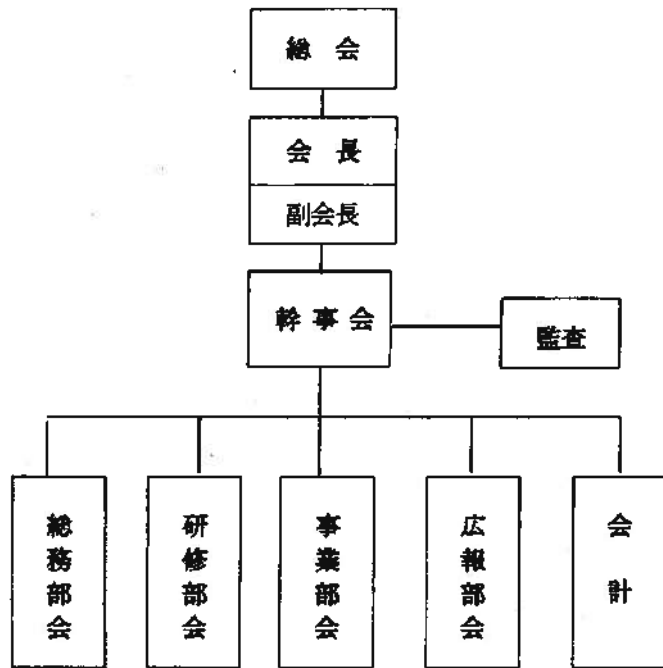 総会
会長
副会長
幹事会
監査
総務部会
研修部会
事業部会
広報部会
会計